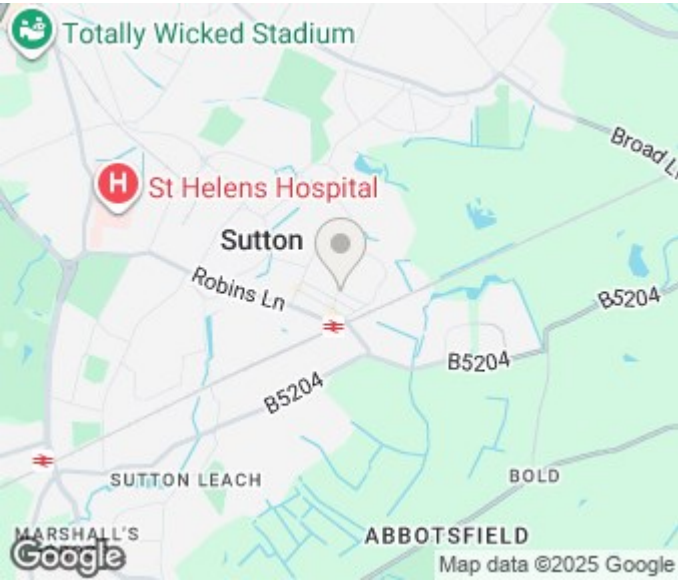 Totally Wicked Stadium
Broad Ln
H
St Helens Hospital
Sutton
Robins Ln
B5204
B5204
B5204
SUTTON LEACH
BOLD
MARSHALL'S
ABBOTSFIELD
Google
Map data ©2025 Google